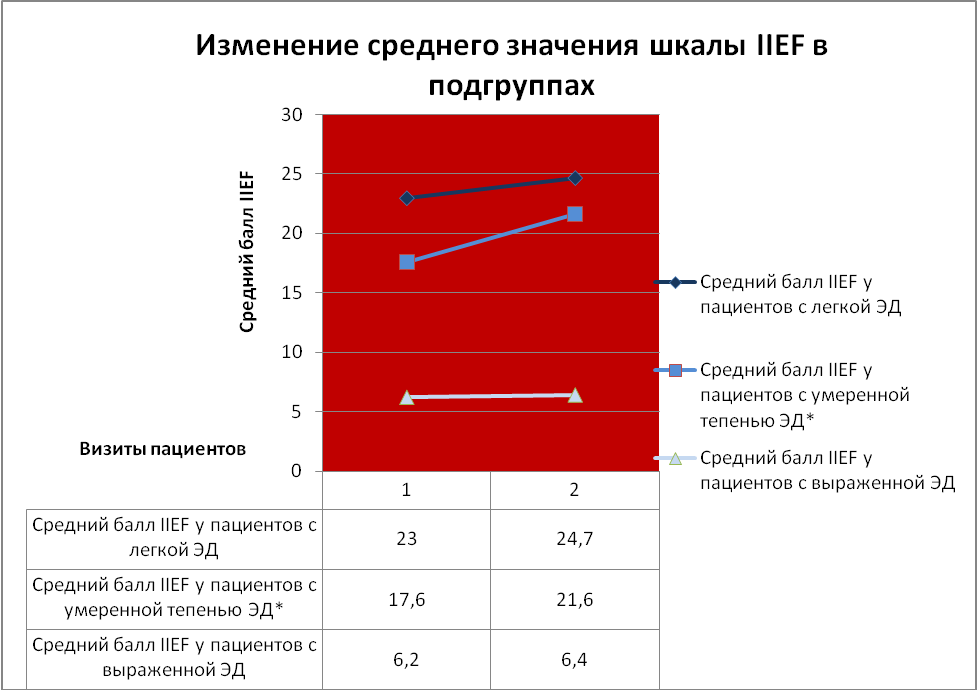 Изменение среднего значения шкалы IIEF в
подгруппах
Средний балл IIEF
30
25
20
15
10
5
0
Визиты пациентов
Средний балл IIEF у
пациентов с легкой ЭД
Средний балл IIEF у
пациентов с умеренной
тепенью ЭД*
Средний балл IIEF у
пациентов с выраженной ЭД
1 2
Средний балл IIEF у пациентов с
легкой ЭД
23 24,7
Средний балл IIEF у пациентов с
умеренной тепенью ЭД*
17,6 21,6
Средний балл IIEF у пациентов с
выраженной ЭД
6,2 6,4